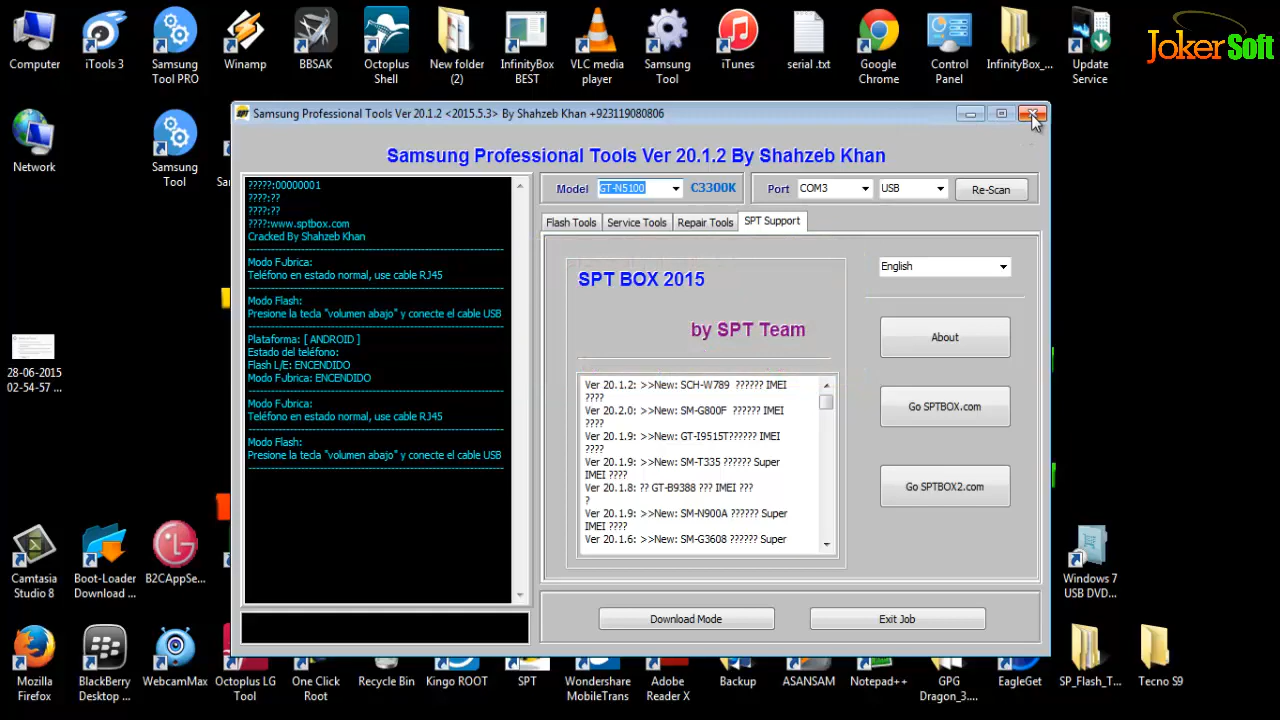 Computer
iTools 3
Samsung
Tool PRO
Winamp
BBSAK
Octoplus
Shell
New folder
(2)
InfinityBox
BEST
VLC media
player
Samsung
Tool
iTunes
serial.txt
Google
Chrome
Control
Panel
InfinityBox_...
Update
Service
JokerSoft
Network
Samsung
Tool
28-06-2015
02-54-57 ...
Samsung Professional Tools Ver 20.1.2 <2015.5.3> By Shahzeb Khan +923119080806
Samsung Professional Tools Ver 20.1.2 By Shahzeb Khan
?????:00000001
????:??
????:??
????:www.sptbox.com
Cracked By Shahzeb Khan
Modo FJbrica:
Teléfono en estado normal, use cable RJ45
Modo Flash:
Presione la tecla "volumen abajo" y conecte el cable USB
Plataforma: [ ANDROID ]
Estado del teléfono:
Flash L/E: ENCENDIDO
Modo FJbrica: ENCENDIDO
Modo FJbrica:
Teléfono en estado normal, use cable RJ45
Modo Flash:
Presione la tecla "volumen abajo" y conecte el cable USB
Model GT-N5100 C3300K
Port COM3 USB Re-Scan
Flash Tools Service Tools Repair Tools SPT Support
SPT BOX 2015
by SPT Team
Ver 20.1.2: >>New: SCH-W789 ?????? IMEI
????
Ver 20.2.0: >>New: SM-G800F ?????? IMEI
????
Ver 20.1.9: >>New: GT-I9515T?????? IMEI
????
Ver 20.1.9: >>New: SM-T335 ?????? Super
IMEI ????
Ver 20.1.8: ?? GT-B9388 ??? IMEI ???
?
Ver 20.1.9: >>New: SM-N900A ?????? Super
IMEI ????
Ver 20.1.6: >>New: SM-G3608 ?????? Super
English
About
Go SPTBOX.com
Go SPTBOX2.com
Download Mode
Exit Job
Camtasia
Studio 8
Boot-Loader
Download ...
B2CAppSe...
Windows 7
USB DVD...
Mozilla
Firefox
BlackBerry
Desktop ...
WebcamMax
Octoplus LG
Tool
One Click
Root
Recycle Bin
Kingo ROOT
SPT
Wondershare
MobileTrans
Adobe
Reader X
Backup
ASANSAM
Notepad++
GPG
Dragon_3....
EagleGet
SP_Flash_T...
Tecno S9